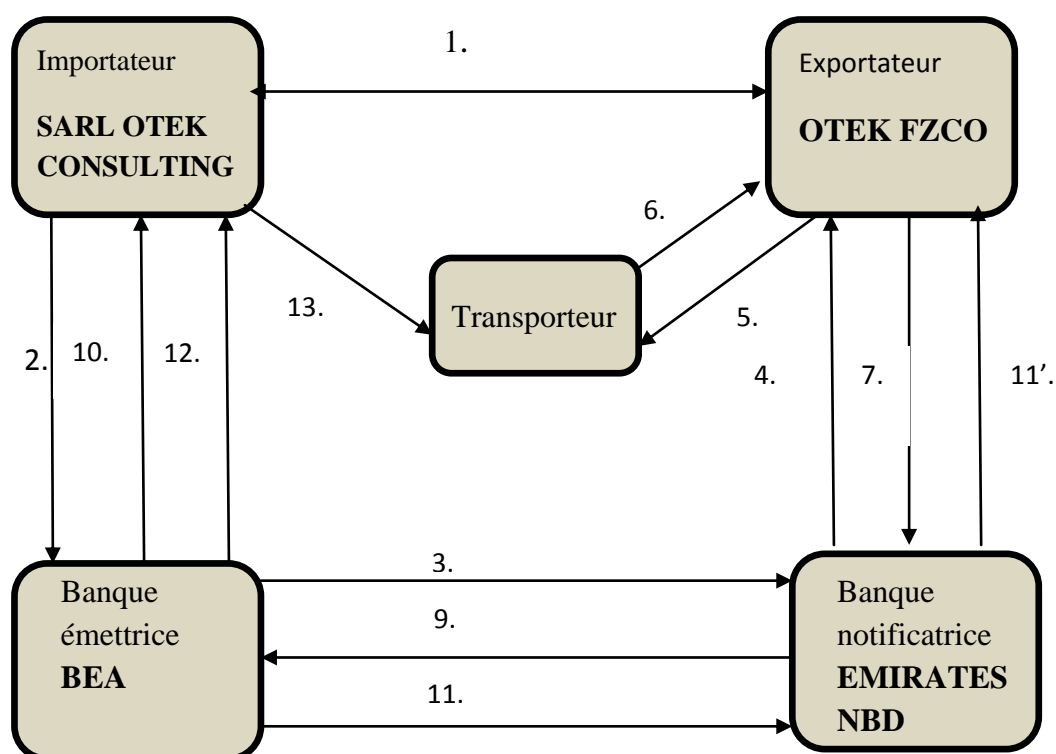 1.
Importateur
SARL OTEK
CONSULTING
Exportateur
OTEK FZCO
6.
Transporteur
13.
5.
2.
10.
12.
4.
7.
11’.
3.
Banque
émettrice
BEA
9.
11.
Banque
notificatrice
EMIRATES
NBD